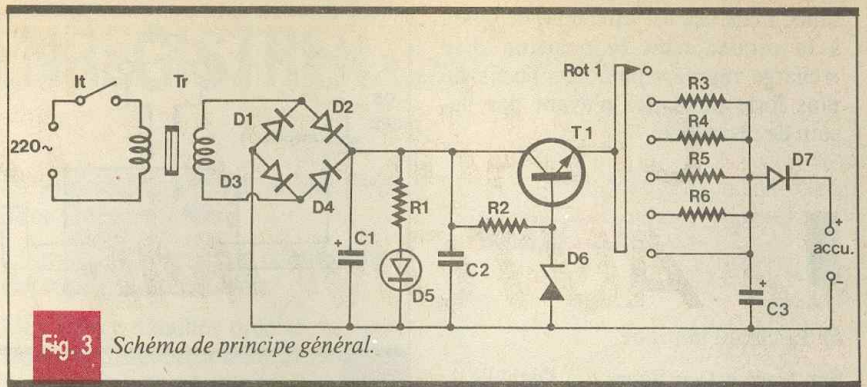 It
Tr
220~
D1
D2
D3
D4
C1
+
R1
D5
C2
R2
T1
D6
Rot 1
R3
R4
R5
R6
D7
+
accu.
-
C3
+
Fig. 3 Schéma de principe général.